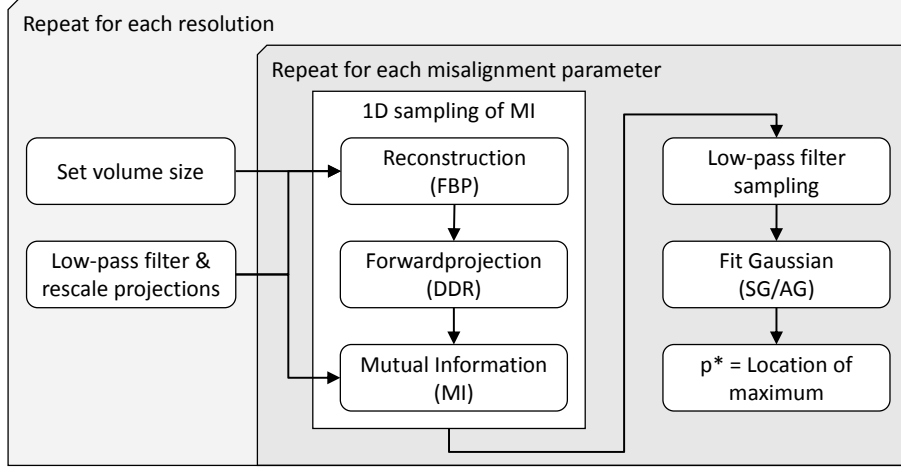 Repeat for each resolution
Repeat for each misalignment parameter
1D sampling of MI
Set volume size
Low-pass filter &
rescale projections
Reconstruction
(FBP)
Forwardprojection
(DDR)
Mutual Information
(MI)
Low-pass filter
sampling
Fit Gaussian
(SG/AG)
p* = Location of
maximum